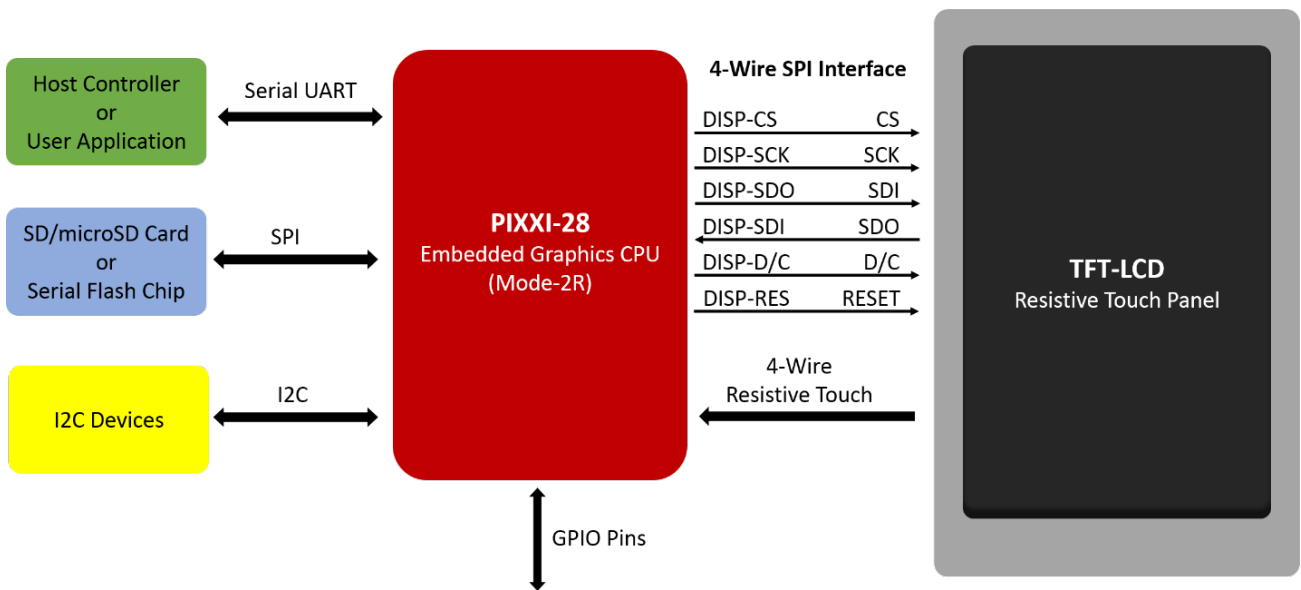 Host Controller
or
User Application
Serial UART
SD/microSD Card
or
Serial Flash Chip
SPI
I2C Devices
I2C
PIXXI-28
Embedded Graphics CPU
(Mode-2R)
GPIO Pins
4-Wire SPI Interface
DISP-CS CS
DISP-SCK SCK
DISP-SDO SDI
DISP-SDI SDO
DISP-D/C D/C
DISP-RES RESET
4-Wire
Resistive Touch
TFT-LCD
Resistive Touch Panel